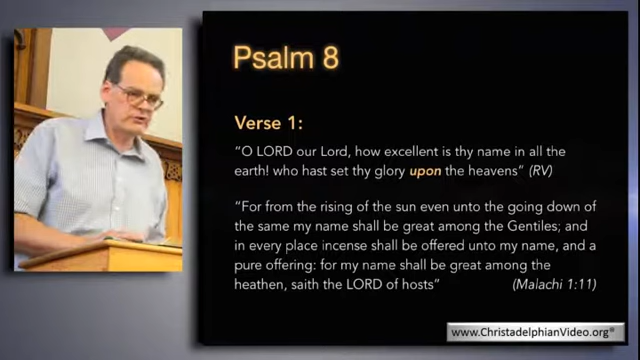 Psalm 8
Verse 1:
“O LORD our Lord, how excellent is thy name in all the
earth! who hast set thy glory upon the heavens” (RV)
“For from the rising of the sun even unto the going down of
the same my name shall be great among the Gentiles; and
in every place incense shall be offered unto my name, and a
pure offering: for my name shall be great among the
heathen, saith the LORD of hosts” (Malachi 1:11)
www.ChristadelphianVideo.org®